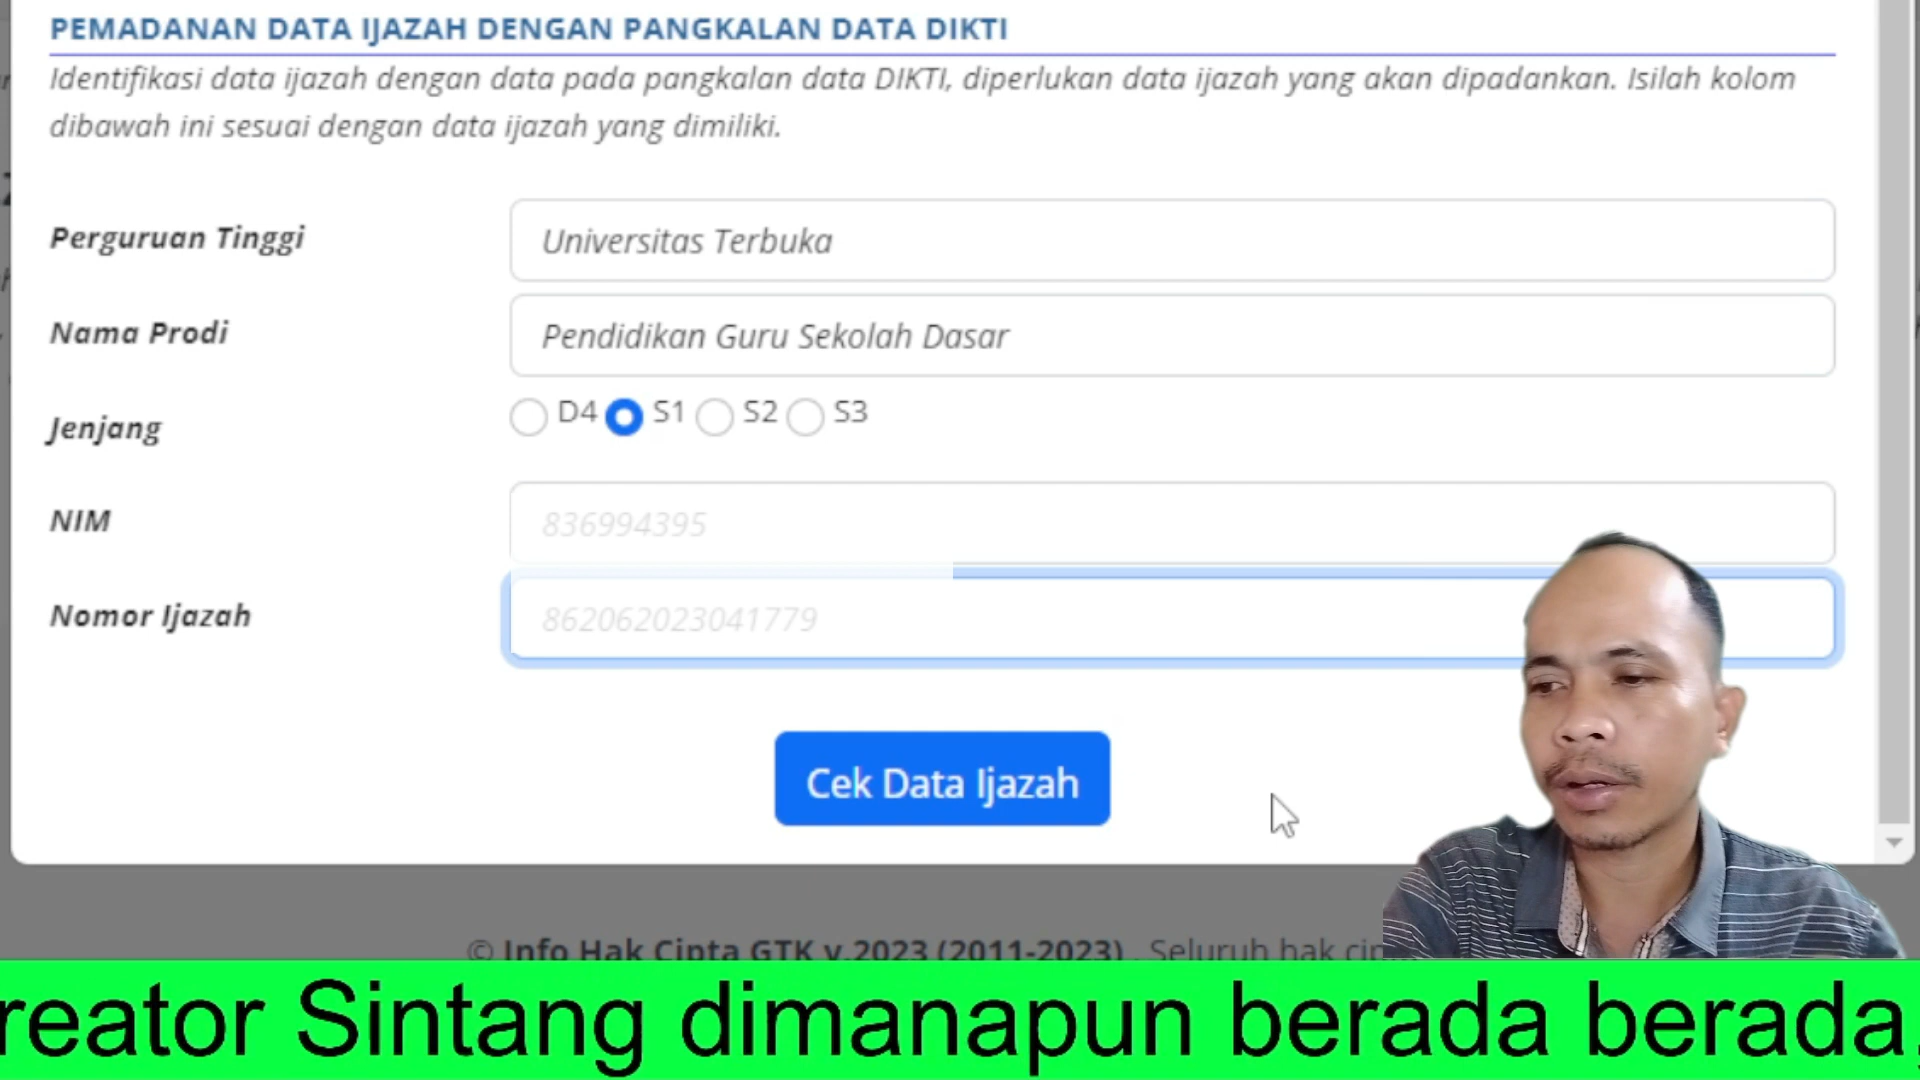 PEMADANAN DATA IJAZAH DENGAN PANGKALAN DATA DIKTI
Identifikasi data ijazah dengan data pada pangkalan data DIKTI, diperlukan data ijazah yang akan dipadankan. Isilah kolom
dibawah ini sesuai dengan data ijazah yang dimiliki.
Perguruan Tinggi Universitas Terbuka
Nama Prodi Pendidikan Guru Sekolah Dasar
Jenjang D4 S1 S2 S3
NIM 836994395
Nomor Ijazah 862062023041779
Cek Data Ijazah
© Info Hak Cipta GTK v.2023 (2011-2023) . Seluruh hak cip
reator Sintang dimanapun berada berada,